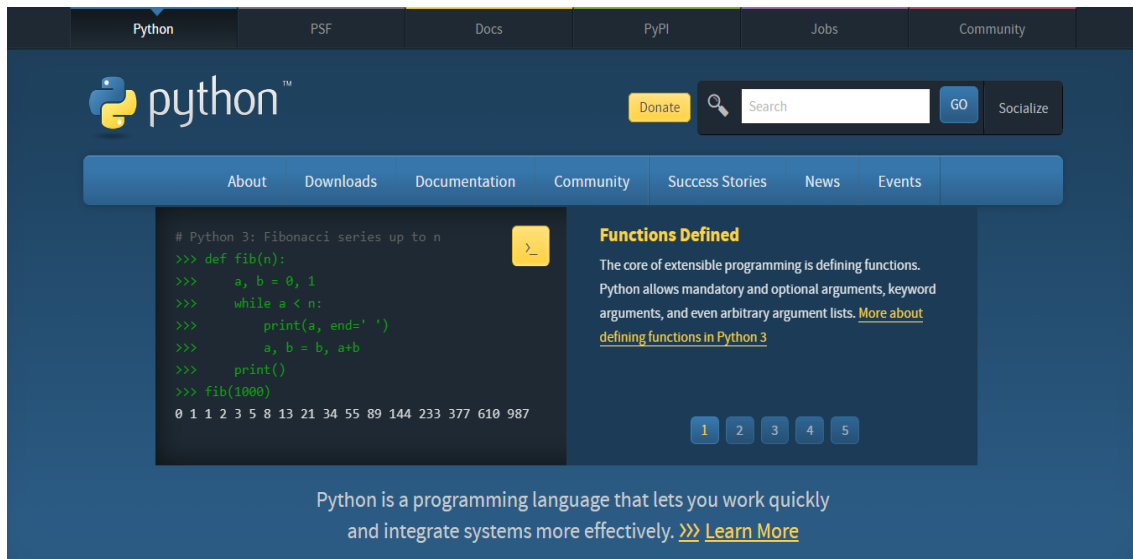 Python PSF Docs PyPI Jobs Community
python™
Donate Search GO Socialize
About Downloads Documentation Community Success Stories News Events
# Python 3: Fibonacci series up to n
>>> def fib(n):
>>>     a, b = 0, 1
>>>     while a < n:
>>>         print(a, end=' ')
>>>         a, b = b, a+b
>>>     print()
>>> fib(1000)
0 1 1 2 3 5 8 13 21 34 55 89 144 233 377 610 987
>_
Functions Defined
The core of extensible programming is defining functions.
Python allows mandatory and optional arguments, keyword
arguments, and even arbitrary argument lists. More about
defining functions in Python 3
1 2 3 4 5
Python is a programming language that lets you work quickly
and integrate systems more effectively. >>> Learn More